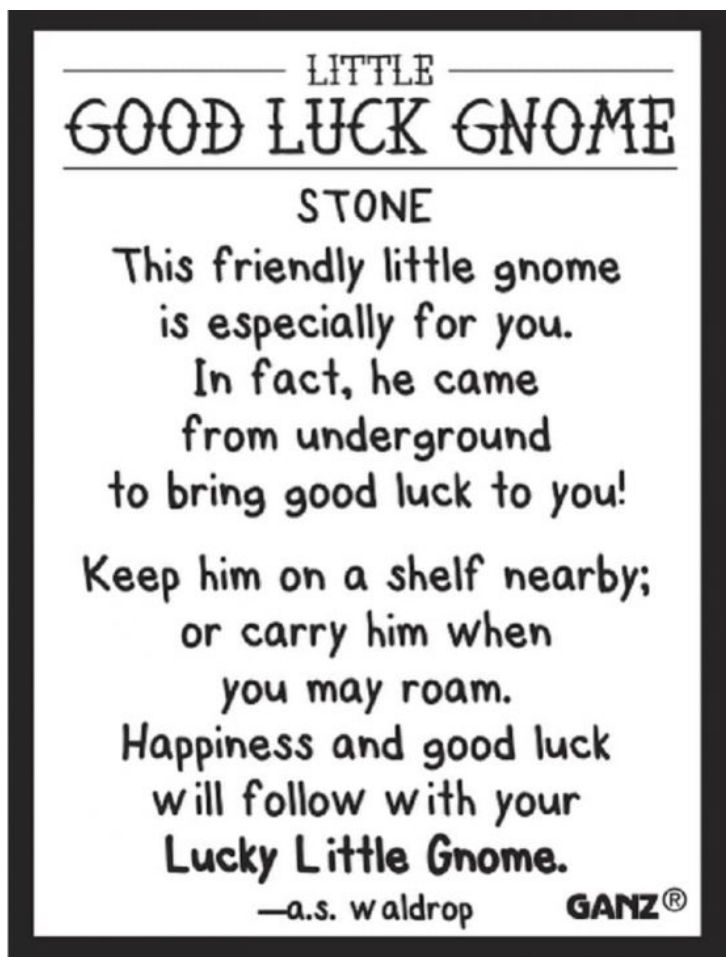 LITTLE
GOOD LUCK GNOME
STONE
This friendly little gnome
is especially for you.
In fact, he came
from underground
to bring good luck to you!
Keep him on a shelf nearby;
or carry him when
you may roam.
Happiness and good luck
will follow with your
Lucky Little Gnome.
—a.s. waldrop GANZ®